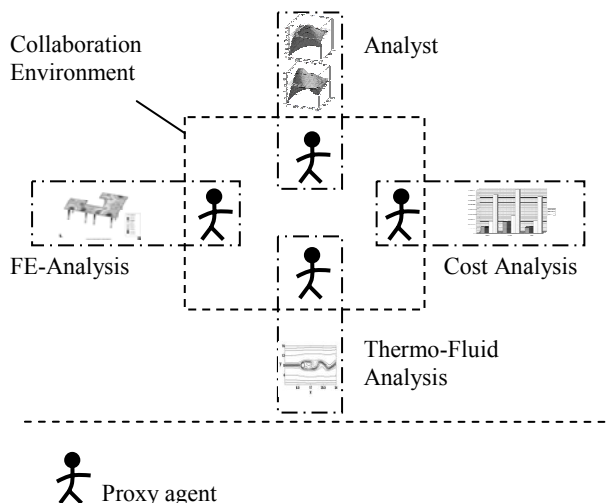 Collaboration
Environment
Analyst
FE-Analysis
Cost Analysis
Thermo-Fluid
Analysis
Proxy agent